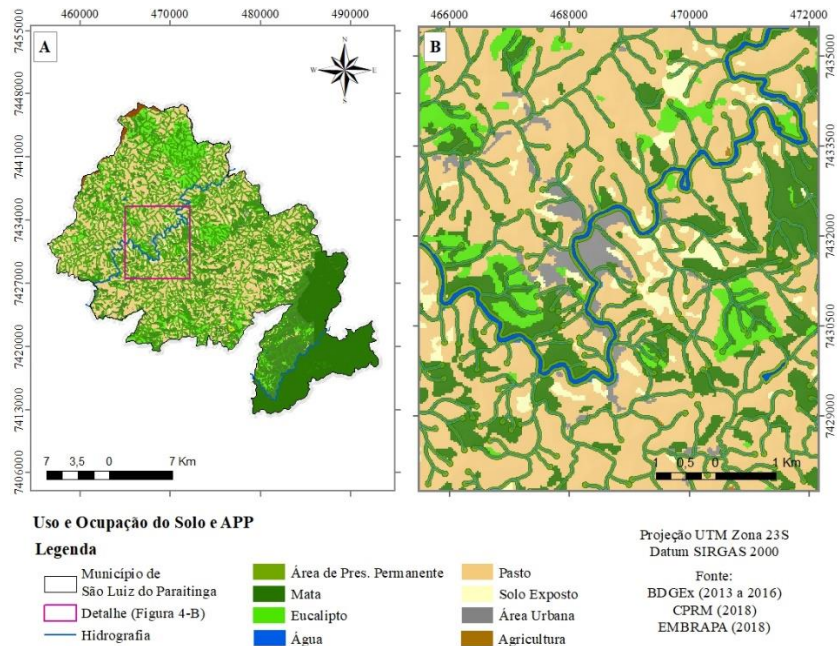 460000 470000 480000 490000
7455000
7448000
7441000
7434000
7427000
7420000
7413000
7406000
A
N
W E
S
7 3,5 0 7 Km
466000 468000 470000 472000
B
7435000
7433500
7432000
7430500
7429000
1 0,5 0 1 Km
Uso e Ocupação do Solo e APP
Legenda
Município de
São Luiz do Paraitinga
Detalhe (Figura 4-B)
Hidrografia
Área de Pres. Permanente
Mata
Eucalipto
Água
Pasto
Solo Exposto
Área Urbana
Agricultura
Projeção UTM Zona 23S
Datum SIRGAS 2000
Fonte:
BDGEx (2013 a 2016)
CPRM (2018)
EMBRAPA (2018)